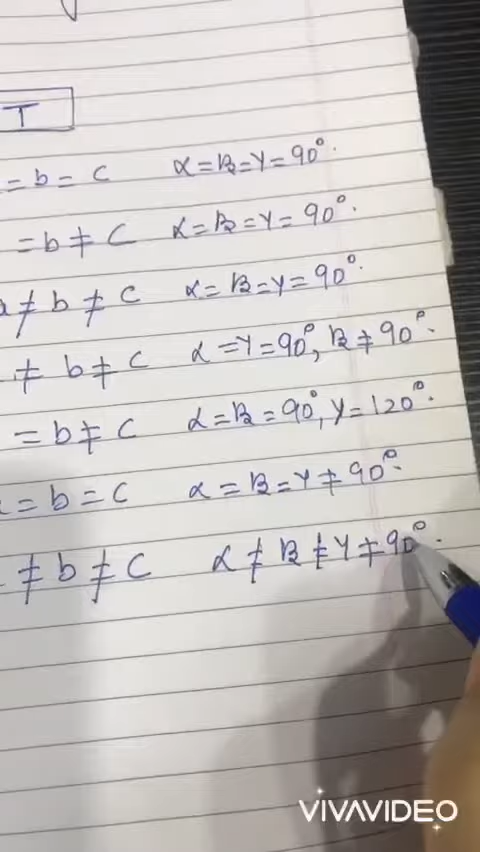 T
= b = c α = β = γ = 90°.
= b ≠ c α = β = γ = 90°.
a ≠ b ≠ c α = β = γ = 90°.
≠ b ≠ c α = γ = 90°, β ≠ 90°.
= b ≠ c α = β = 90°, γ = 120°.
a = b = c α = β = γ ≠ 90°.
≠ b ≠ c α ≠ β ≠ γ ≠ 90°.
VIVAVIDEO